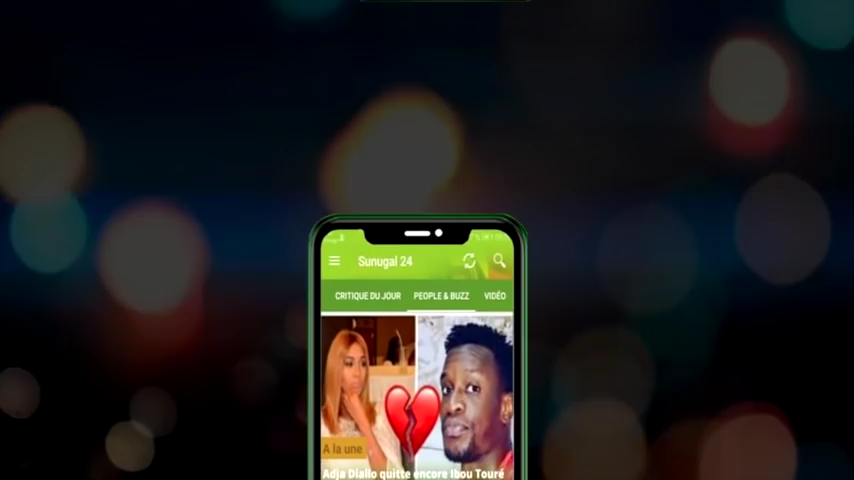 Sunugal 24
CRITIQUE DU JOUR PEOPLE & BUZZ VIDÉO
A la une
Adja Diallo quitte encore Ibou Touré